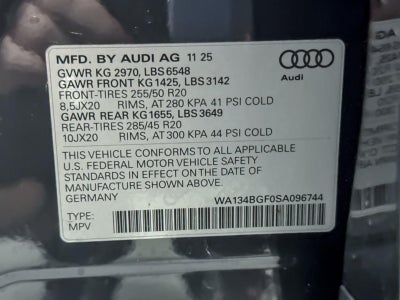 MFD. BY AUDI AG 11 25
GVWR KG 2970, LBS 6548
GAWR FRONT KG 1425, LBS 3142
FRONT-TIRES 255/50 R20
8,5JX20 RIMS, AT 280 KPA 41 PSI COLD
GAWR REAR KG 1655, LBS 3649
REAR-TIRES 285/45 R20
10JX20 RIMS, AT 300 KPA 44 PSI COLD
THIS VEHICLE CONFORMS TO ALL APPLICABLE
U.S. FEDERAL MOTOR VEHICLE SAFETY
STANDARDS IN EFFECT ON THE DATE OF
MANUFACTURE SHOWN ABOVE.
GERMANY
WA134BGF0SA096744
TYPE:
MPV
Audi